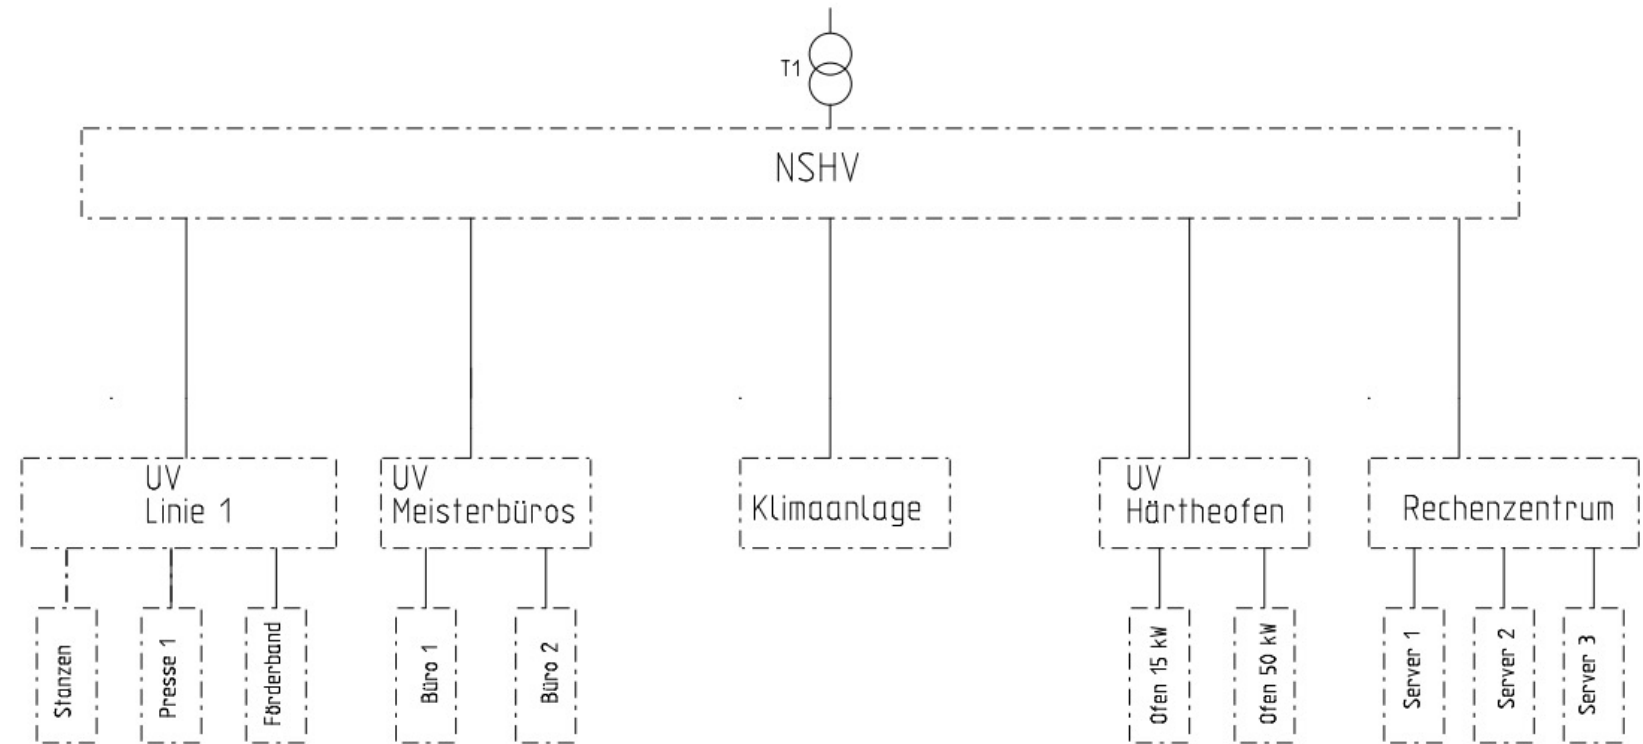 T1
NSHV
UV
Linie 1
UV
Meisterbüros
Klimaanlage
UV
Härtheofen
Rechenzentrum
Stanzen
Presse 1
Förderband
Büro 1
Büro 2
Ofen 15 kW
Ofen 50 kW
Server 1
Server 2
Server 3